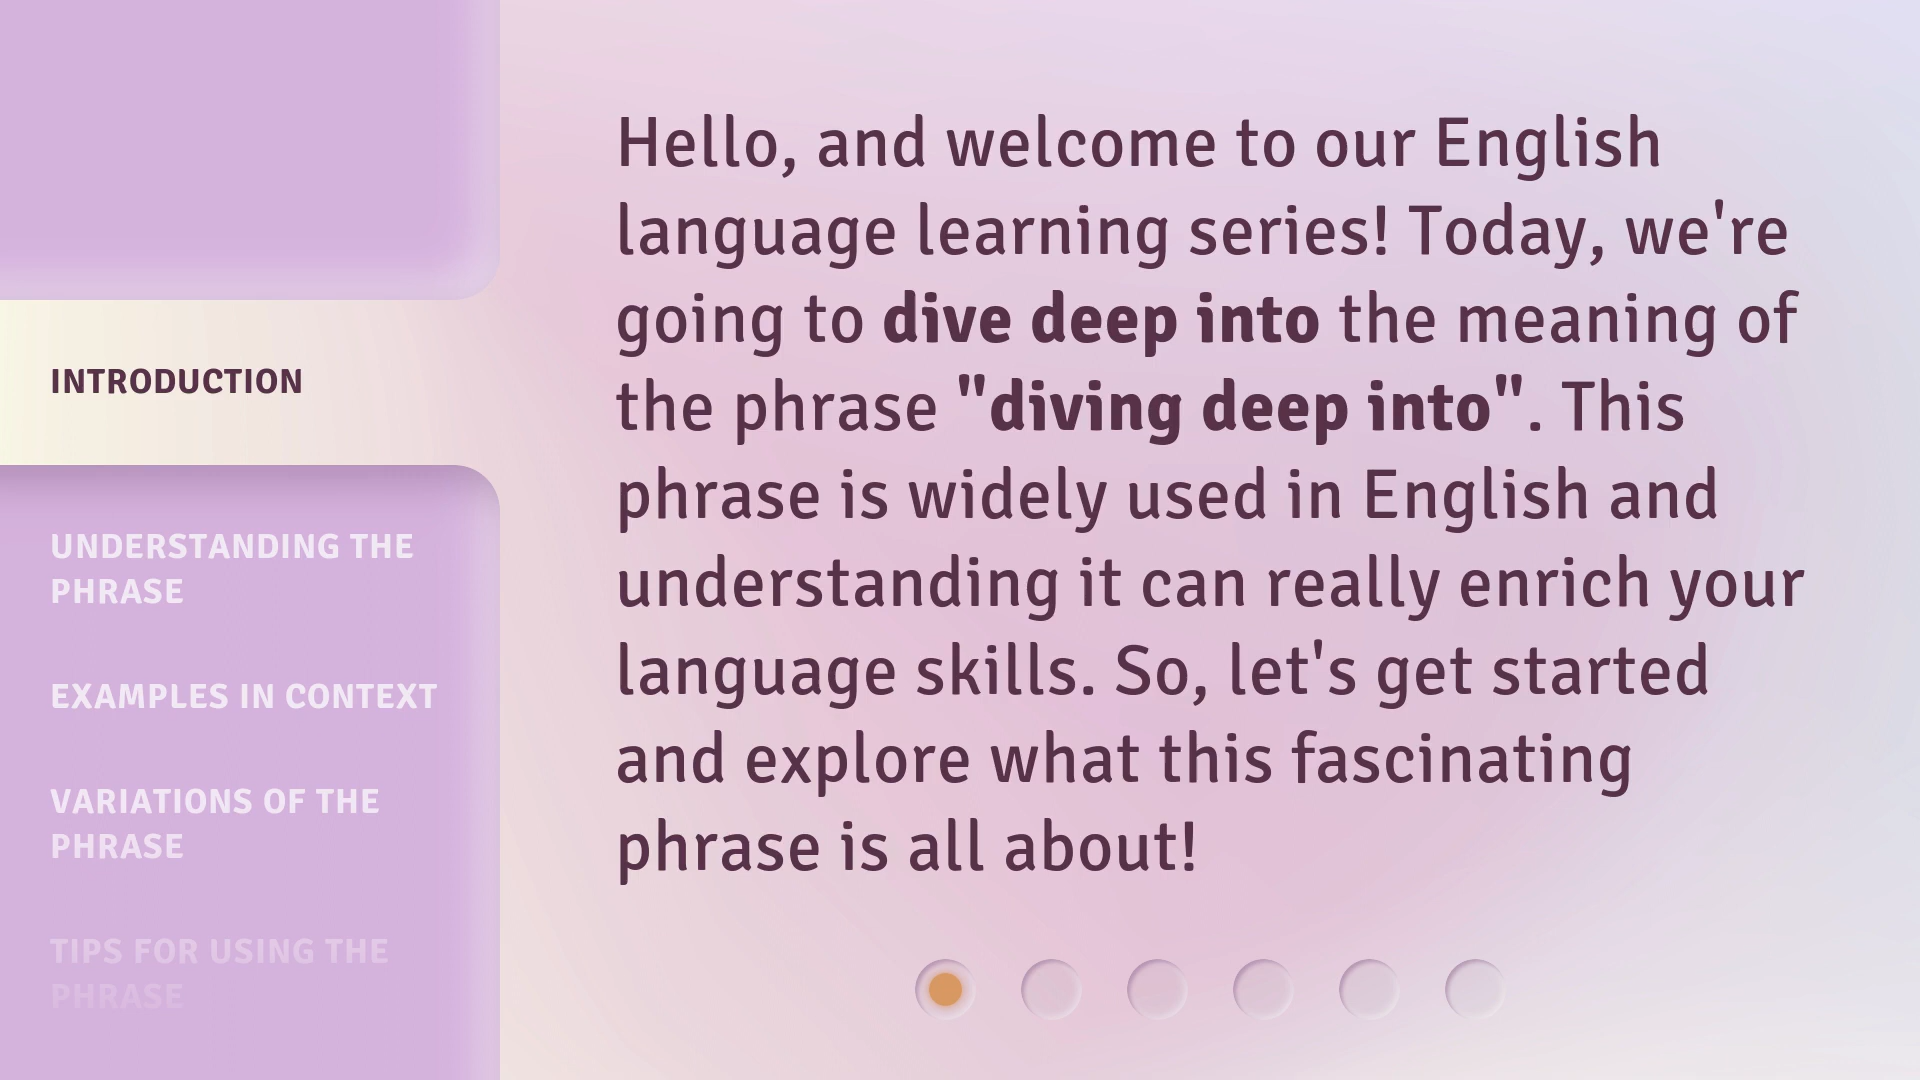 INTRODUCTION
UNDERSTANDING THE
PHRASE
EXAMPLES IN CONTEXT
VARIATIONS OF THE
PHRASE
TIPS FOR USING THE
PHRASE
Hello, and welcome to our English
language learning series! Today, we're
going to dive deep into the meaning of
the phrase "diving deep into". This
phrase is widely used in English and
understanding it can really enrich your
language skills. So, let's get started
and explore what this fascinating
phrase is all about!